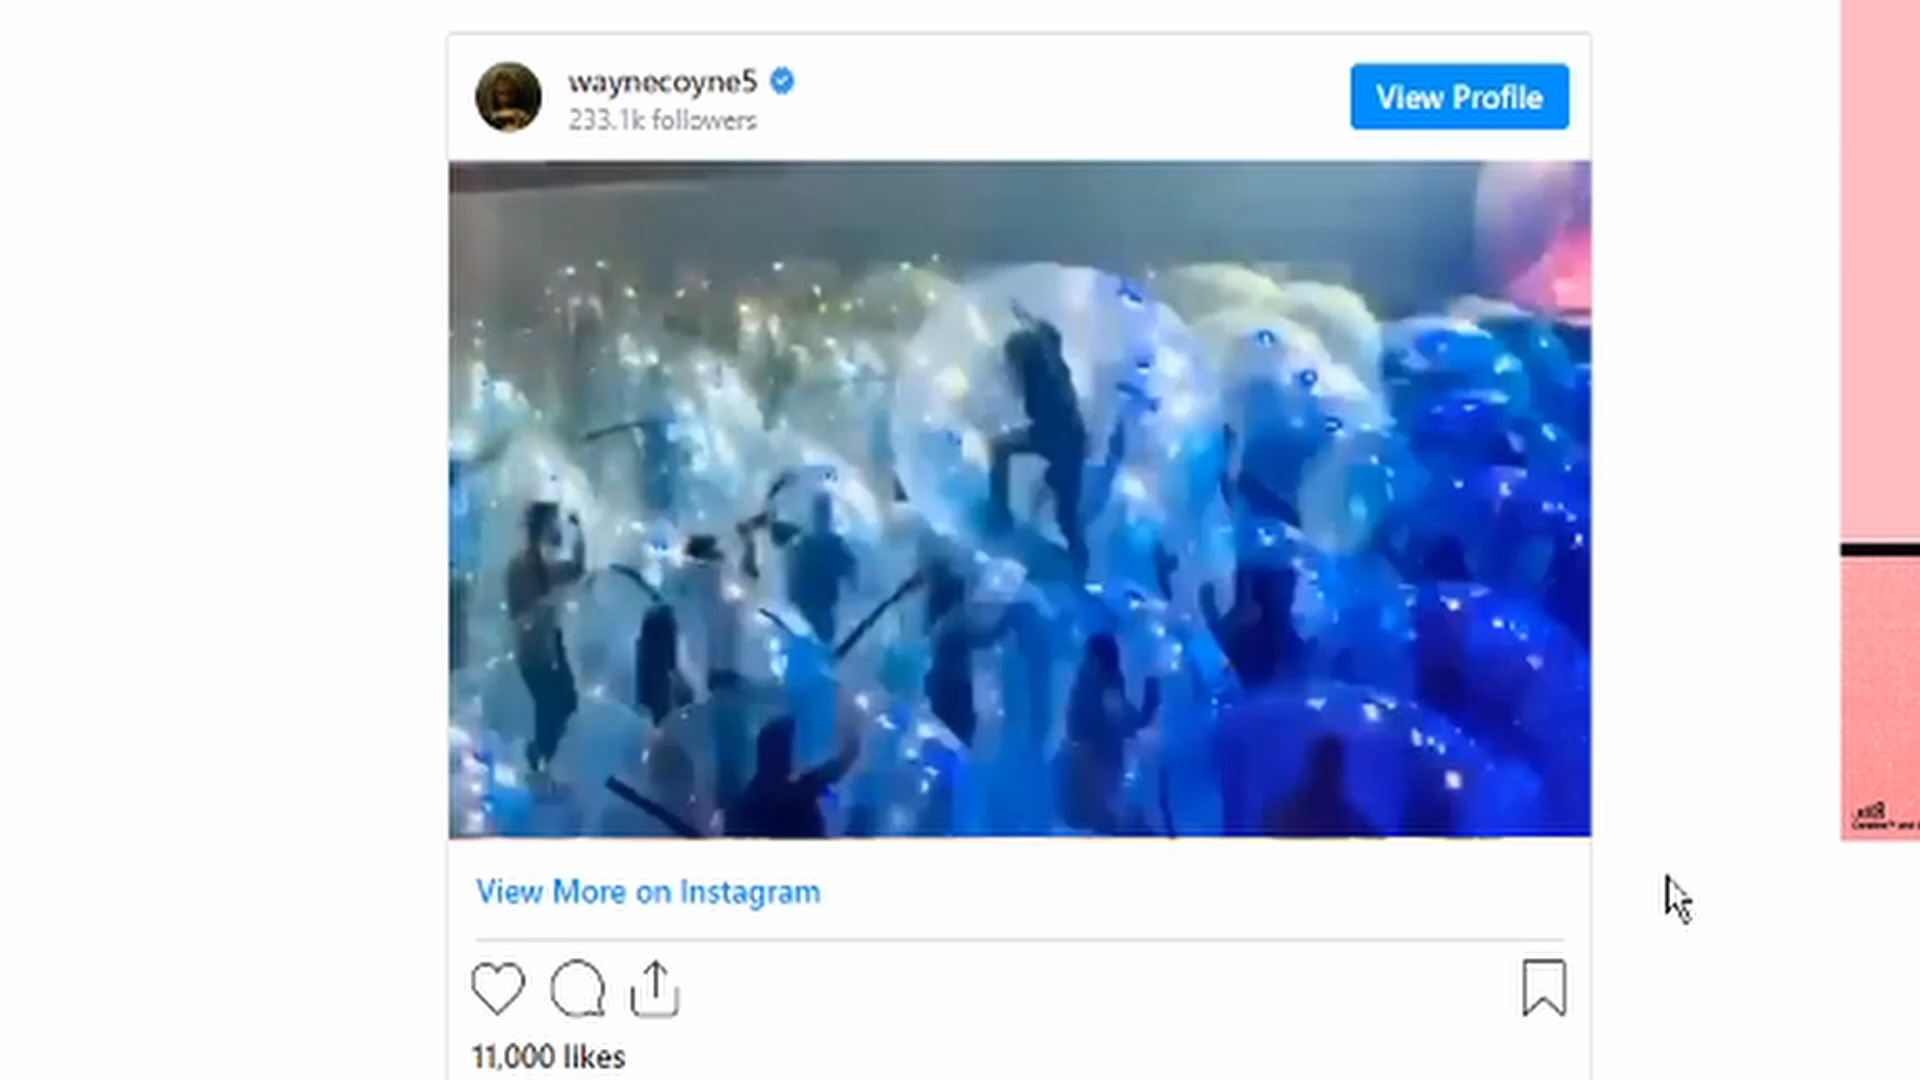 waynecoyne5
233.1k followers
View Profile
View More on Instagram
11,000 likes